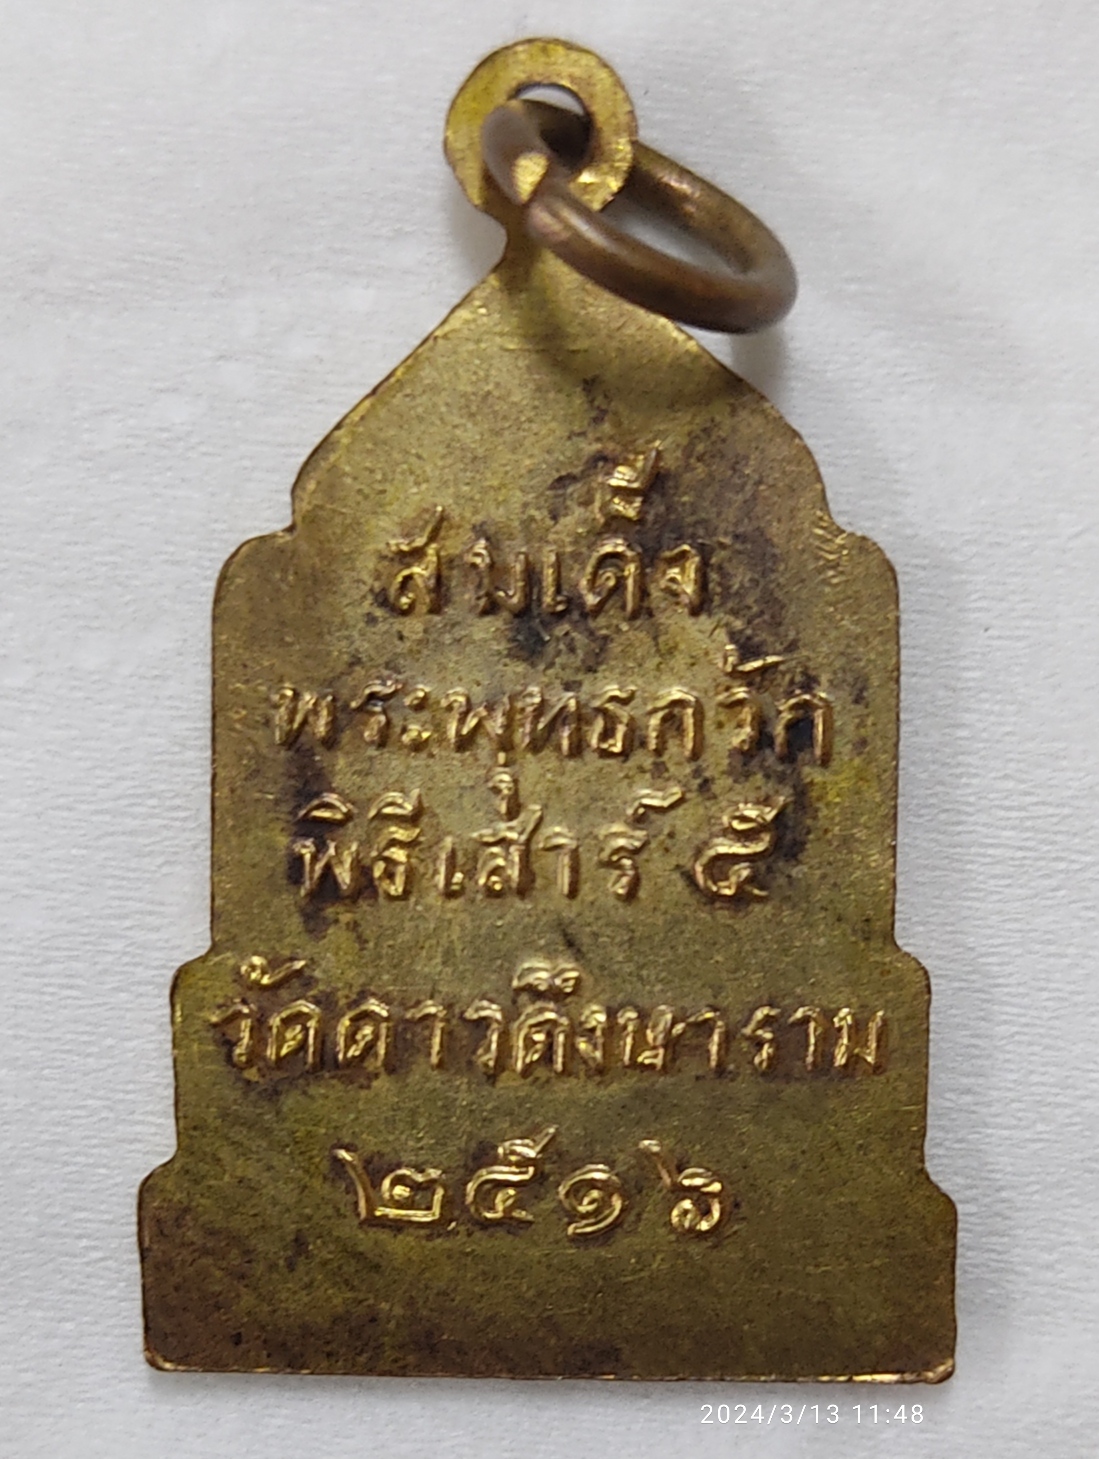 สมเด็จ
พระพุทธกวัก
พิธีเสาร์ ๕
วัดดาวดึงษาราม
๒๕๑๖
2024/3/13 11:48